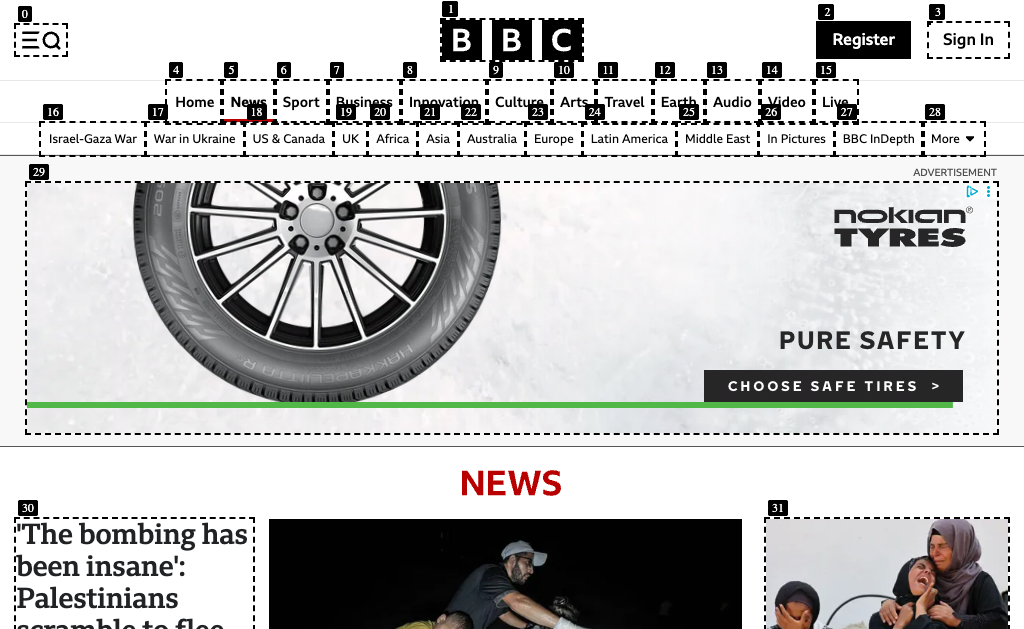 0
1
2
3
BBC
Register
Sign In
4
5
6
7
8
9
10
11
12
13
14
15
Home
News
Sport
Business
Innovation
Culture
Arts
Travel
Earth
Audio
Video
Live
16
17
18
19
20
21
22
23
24
25
26
27
28
Israel-Gaza War
War in Ukraine
US & Canada
UK
Africa
Asia
Australia
Europe
Latin America
Middle East
In Pictures
BBC InDepth
More
29
ADVERTISEMENT
nokian®
TYRES
PURE SAFETY
CHOOSE SAFE TIRES >
NEWS
30
31
'The bombing has
been insane':
Palestinians
scramble to flee